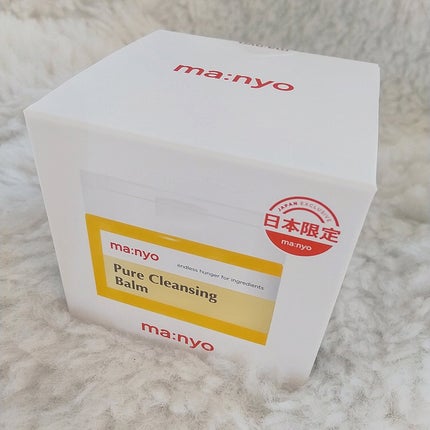 ma:nyo
JAPAN EXCLUSIVE
日本限定
ma:nyo
ma:nyo
endless hunger for ingredients
Pure Cleansing
Balm
ma:nyo